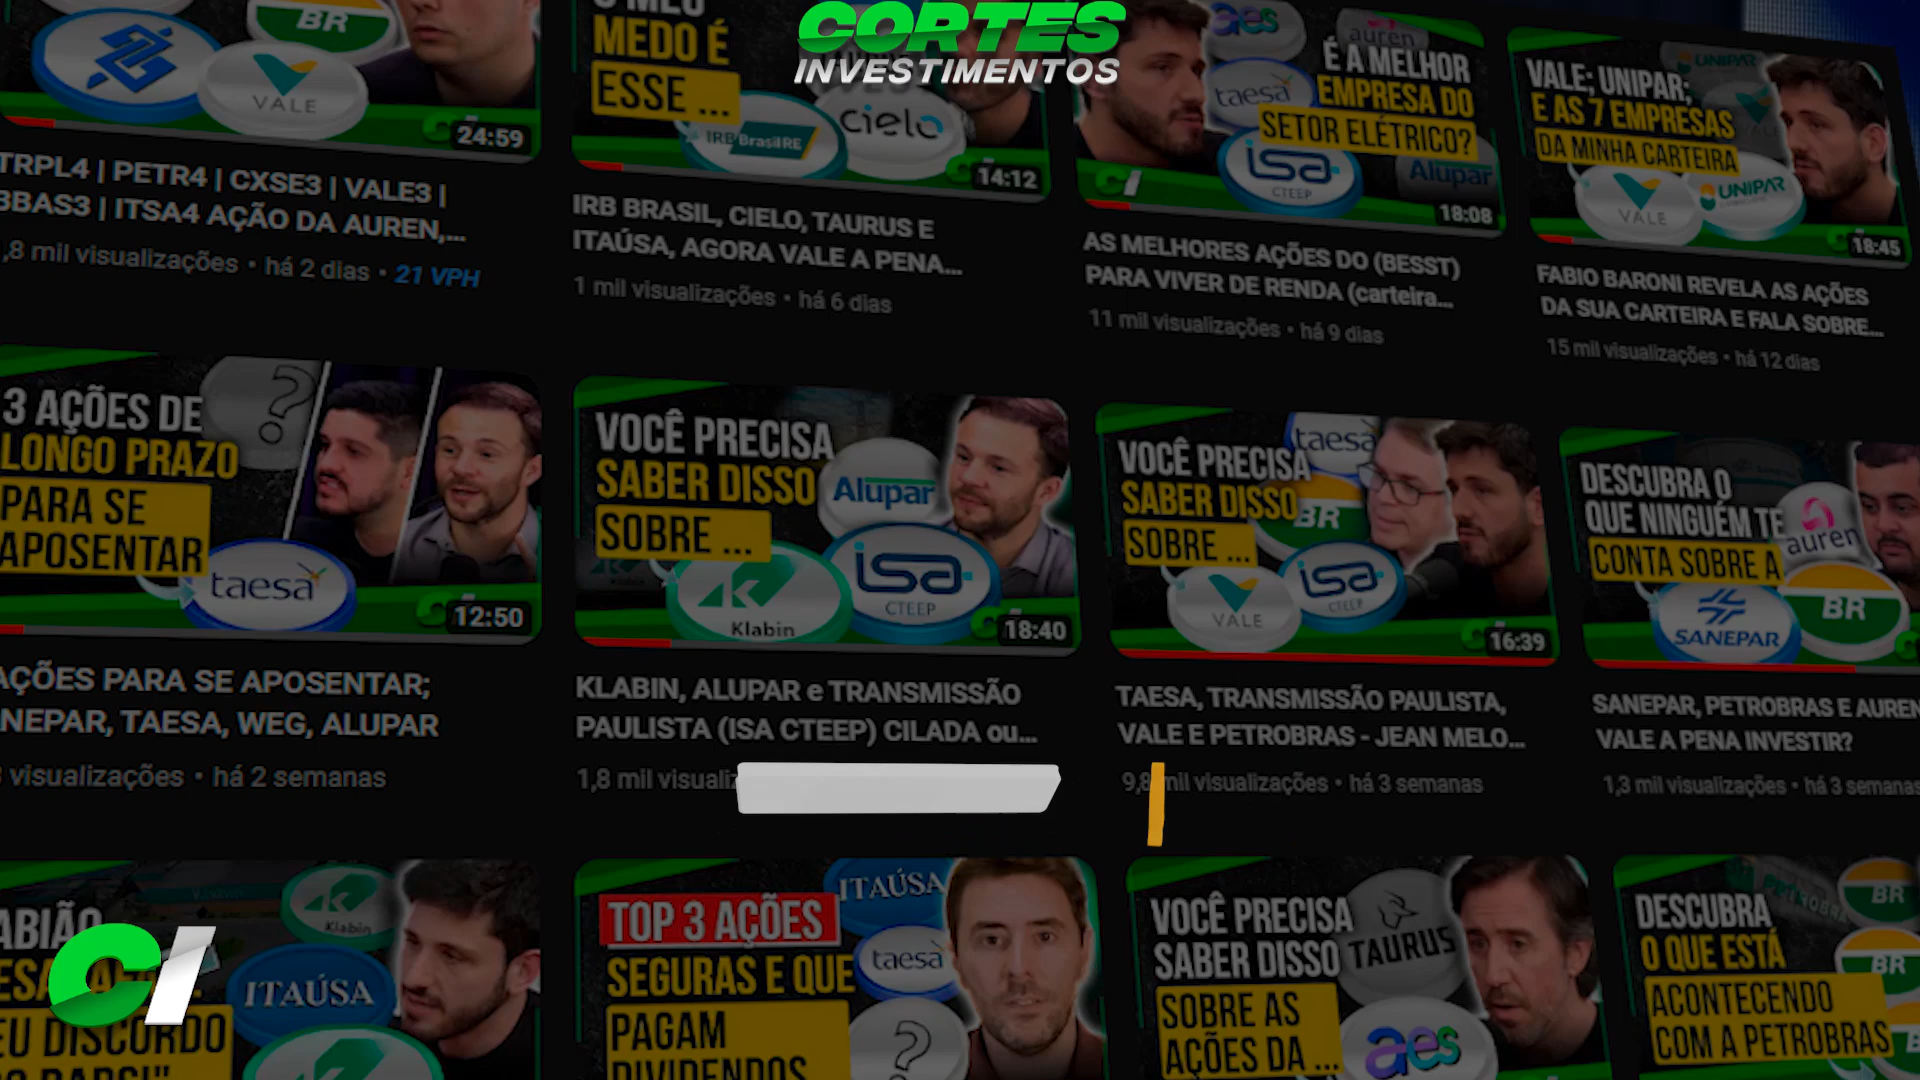 CORTES
INVESTIMENTOS
BR
VALE
24:59
TRPL4 | PETR4 | CXSE3 | VALE3 |
BBAS3 | ITSA4 AÇÃO DA AUREN,...
,8 mil visualizações • há 2 dias • 21 VPH
O MEU
MEDO É
ESSE ...
IRB BrasilRE
cielo
14:12
IRB BRASIL, CIELO, TAURUS E
ITAÚSA, AGORA VALE A PENA...
1 mil visualizações • há 6 dias
aes
auren
É A MELHOR
taesa
EMPRESA DO
SETOR ELÉTRICO?
isa
CTEEP
Alupar
CI
18:08
AS MELHORES AÇÕES DO (BESST)
PARA VIVER DE RENDA (carteira...
11 mil visualizações • há 9 dias
UNIPAR
VALE; UNIPAR;
E AS 7 EMPRESAS
DA MINHA CARTEIRA
VALE
UNIPAR
18:45
FABIO BARONI REVELA AS AÇÕES
DA SUA CARTEIRA E FALA SOBRE...
15 mil visualizações • há 12 dias
?
3 AÇÕES DE
LONGO PRAZO
PARA SE
APOSENTAR
taesa
12:50
AÇÕES PARA SE APOSENTAR;
NEPAR, TAESA, WEG, ALUPAR
visualizações • há 2 semanas
VOCÊ PRECISA
SABER DISSO
SOBRE ...
Alupar
isa
CTEEP
Klabin
18:40
KLABIN, ALUPAR e TRANSMISSÃO
PAULISTA (ISA CTEEP) CILADA ou...
1,8 mil visualiz
VOCÊ PRECISA
SABER DISSO
SOBRE ...
taesa
BR
VALE
isa
CTEEP
16:39
TAESA, TRANSMISSÃO PAULISTA,
VALE E PETROBRAS - JEAN MELO...
9,8 mil visualizações • há 3 semanas
DESCUBRA O
QUE NINGUÉM TE
CONTA SOBRE A
auren
SANEPAR
BR
SANEPAR, PETROBRAS E AUREN
VALE A PENA INVESTIR?
1,3 mil visualizações • há 3 semanas
ABIÃO
Klabin
ITAÚSA
EU DISCORDO
CI
ITAÚSA
TOP 3 AÇÕES
SEGURAS E QUE
PAGAM
DIVIDENDOS
taesa
?
VOCÊ PRECISA
SABER DISSO
SOBRE AS
AÇÕES DA ...
TAURUS
aes
DESCUBRA
O QUE ESTÁ
ACONTECENDO
COM A PETROBRAS
BR
BR